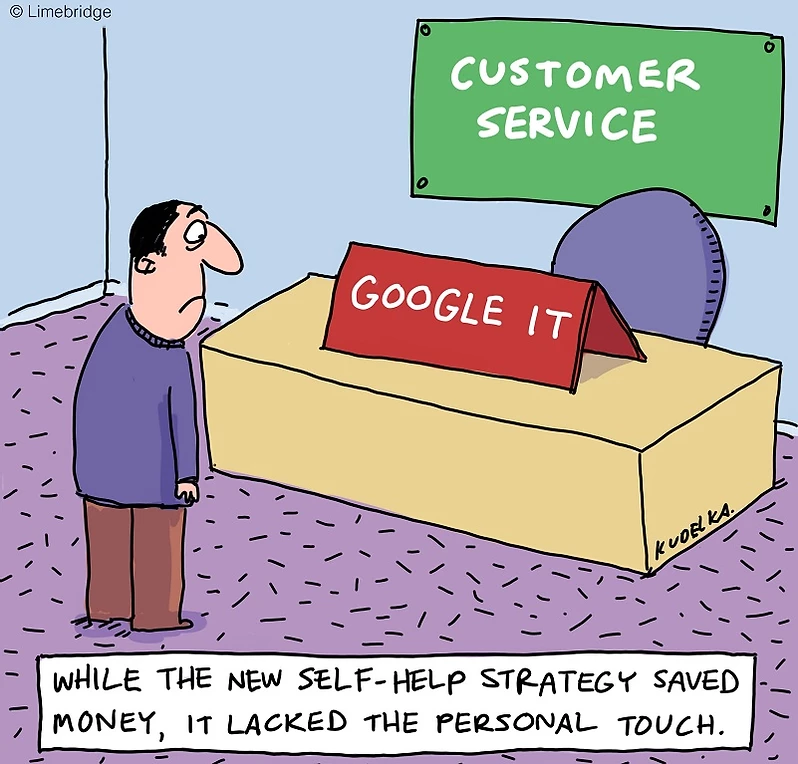 © Limebridge
CUSTOMER
SERVICE
GOOGLE IT
KUDELKA.
WHILE THE NEW SELF-HELP STRATEGY SAVED
MONEY, IT LACKED THE PERSONAL TOUCH.